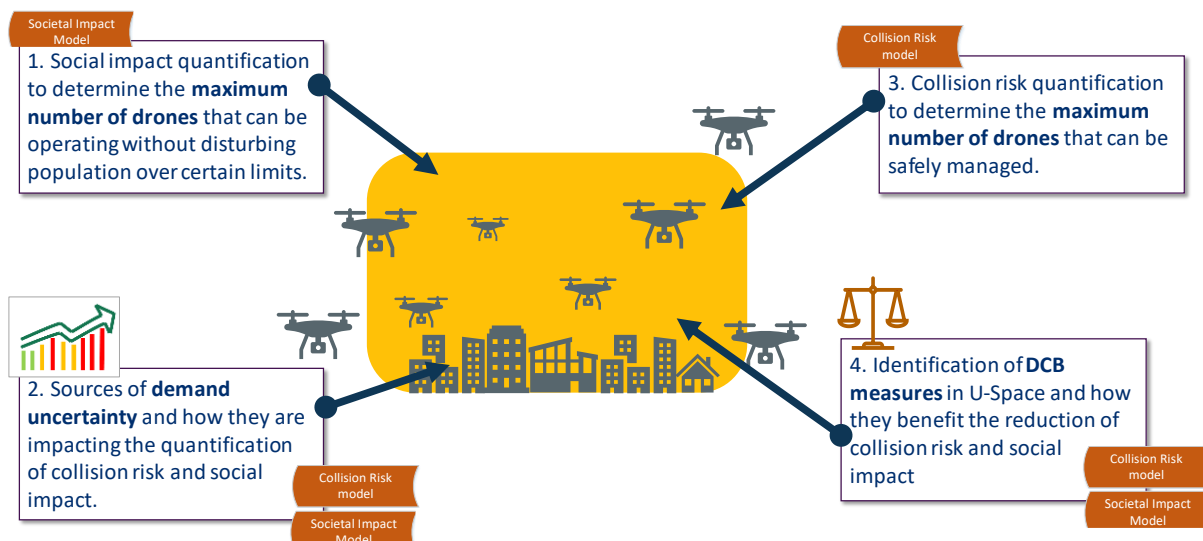 Societal Impact
Model
1. Social impact quantification
to determine the maximum
number of drones that can be
operating without disturbing
population over certain limits.
Collision Risk
model
3. Collision risk quantification
to determine the maximum
number of drones that can be
safely managed.
2. Sources of demand
uncertainty and how they are
impacting the quantification
of collision risk and social
impact.
Collision Risk
model
Societal Impact
Model
4. Identification of DCB
measures in U-Space and how
they benefit the reduction of
collision risk and social
impact
Collision Risk
model
Societal Impact
Model